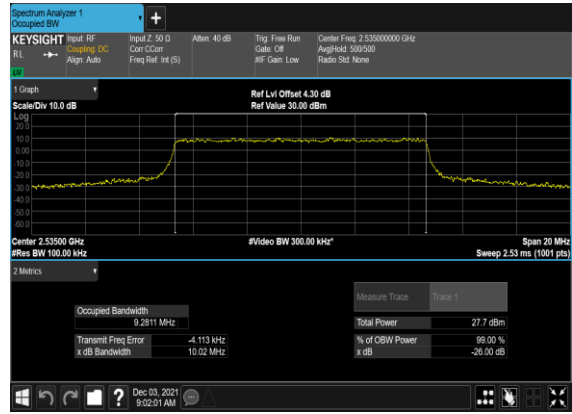 Spectrum Analyzer 1
Occupied BW
+
KEYSIGHT Input: RF Input Z: 50 Ω Atten: 40 dB Trig: Free Run Center Freq: 2.535000000 GHz
RL Coupling: DC Corr CCorr Gate: Off Avg|Hold: 500/500
Align: Auto Freq Ref: Int (S) #IF Gain: Low Radio Std: None
LW
1 Graph Ref Lvl Offset 4.30 dB
Scale/Div 10.0 dB Ref Value 30.00 dBm
Log
20.0
10.0
0.00
-10.0
-20.0
-30.0
-40.0
-50.0
-60.0
Center 2.53500 GHz #Video BW 300.00 kHz* Span 20 MHz
#Res BW 100.00 kHz Sweep 2.53 ms (1001 pts)
2 Metrics
Measure Trace Trace 1
Occupied Bandwidth
9.2811 MHz Total Power 27.7 dBm
Transmit Freq Error -4.113 kHz % of OBW Power 99.00 %
x dB Bandwidth 10.02 MHz x dB -26.00 dB
? Dec 03, 2021
9:02:01 AM